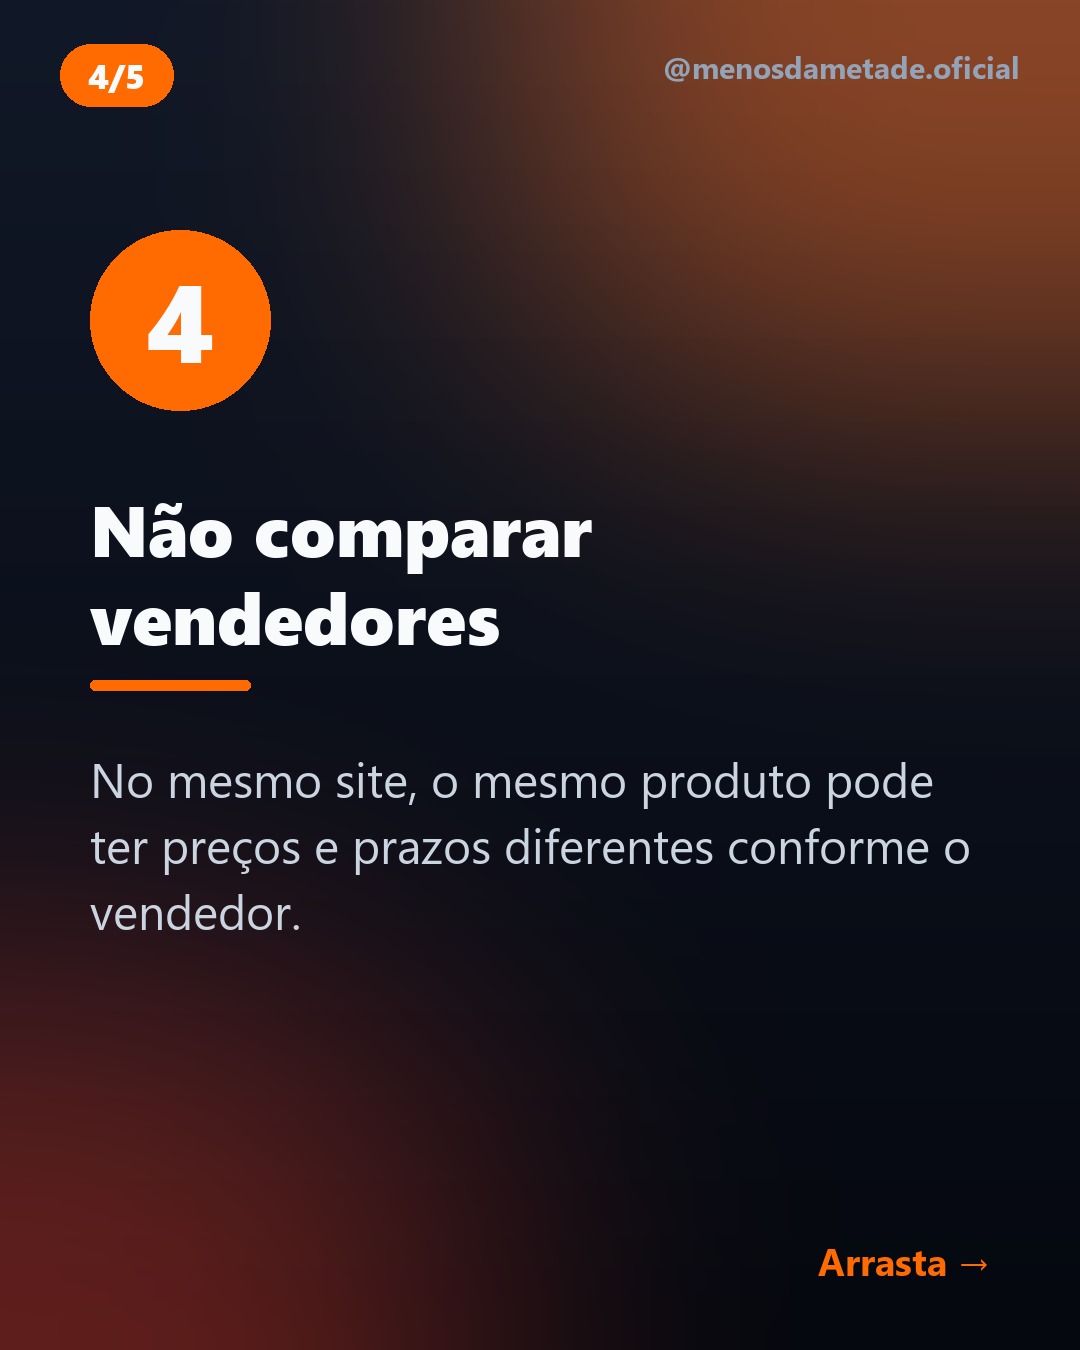 4/5
@menosdametade.oficial
4
Não comparar
vendedores
No mesmo site, o mesmo produto pode
ter preços e prazos diferentes conforme o
vendedor.
Arrasta →